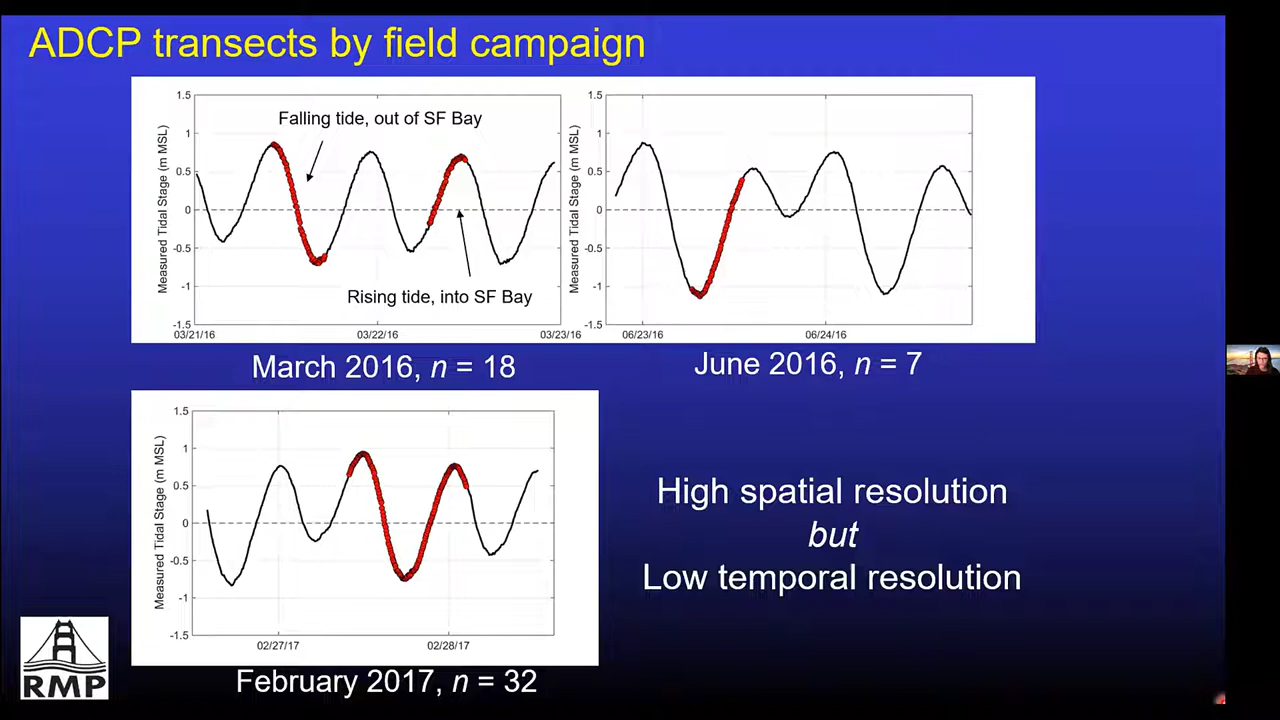 ADCP transects by field campaign
Measured Tidal Stage (m MSL)
1.5
1
0.5
0
-0.5
-1
-1.5
Falling tide, out of SF Bay
Rising tide, into SF Bay
03/21/16 03/22/16 03/23/16
March 2016, n = 18
Measured Tidal Stage (m MSL)
1.5
1
0.5
0
-0.5
-1
-1.5
06/23/16 06/24/16
June 2016, n = 7
Measured Tidal Stage (m MSL)
1.5
1
0.5
0
-0.5
-1
-1.5
02/27/17 02/28/17
February 2017, n = 32
High spatial resolution
but
Low temporal resolution
RMP